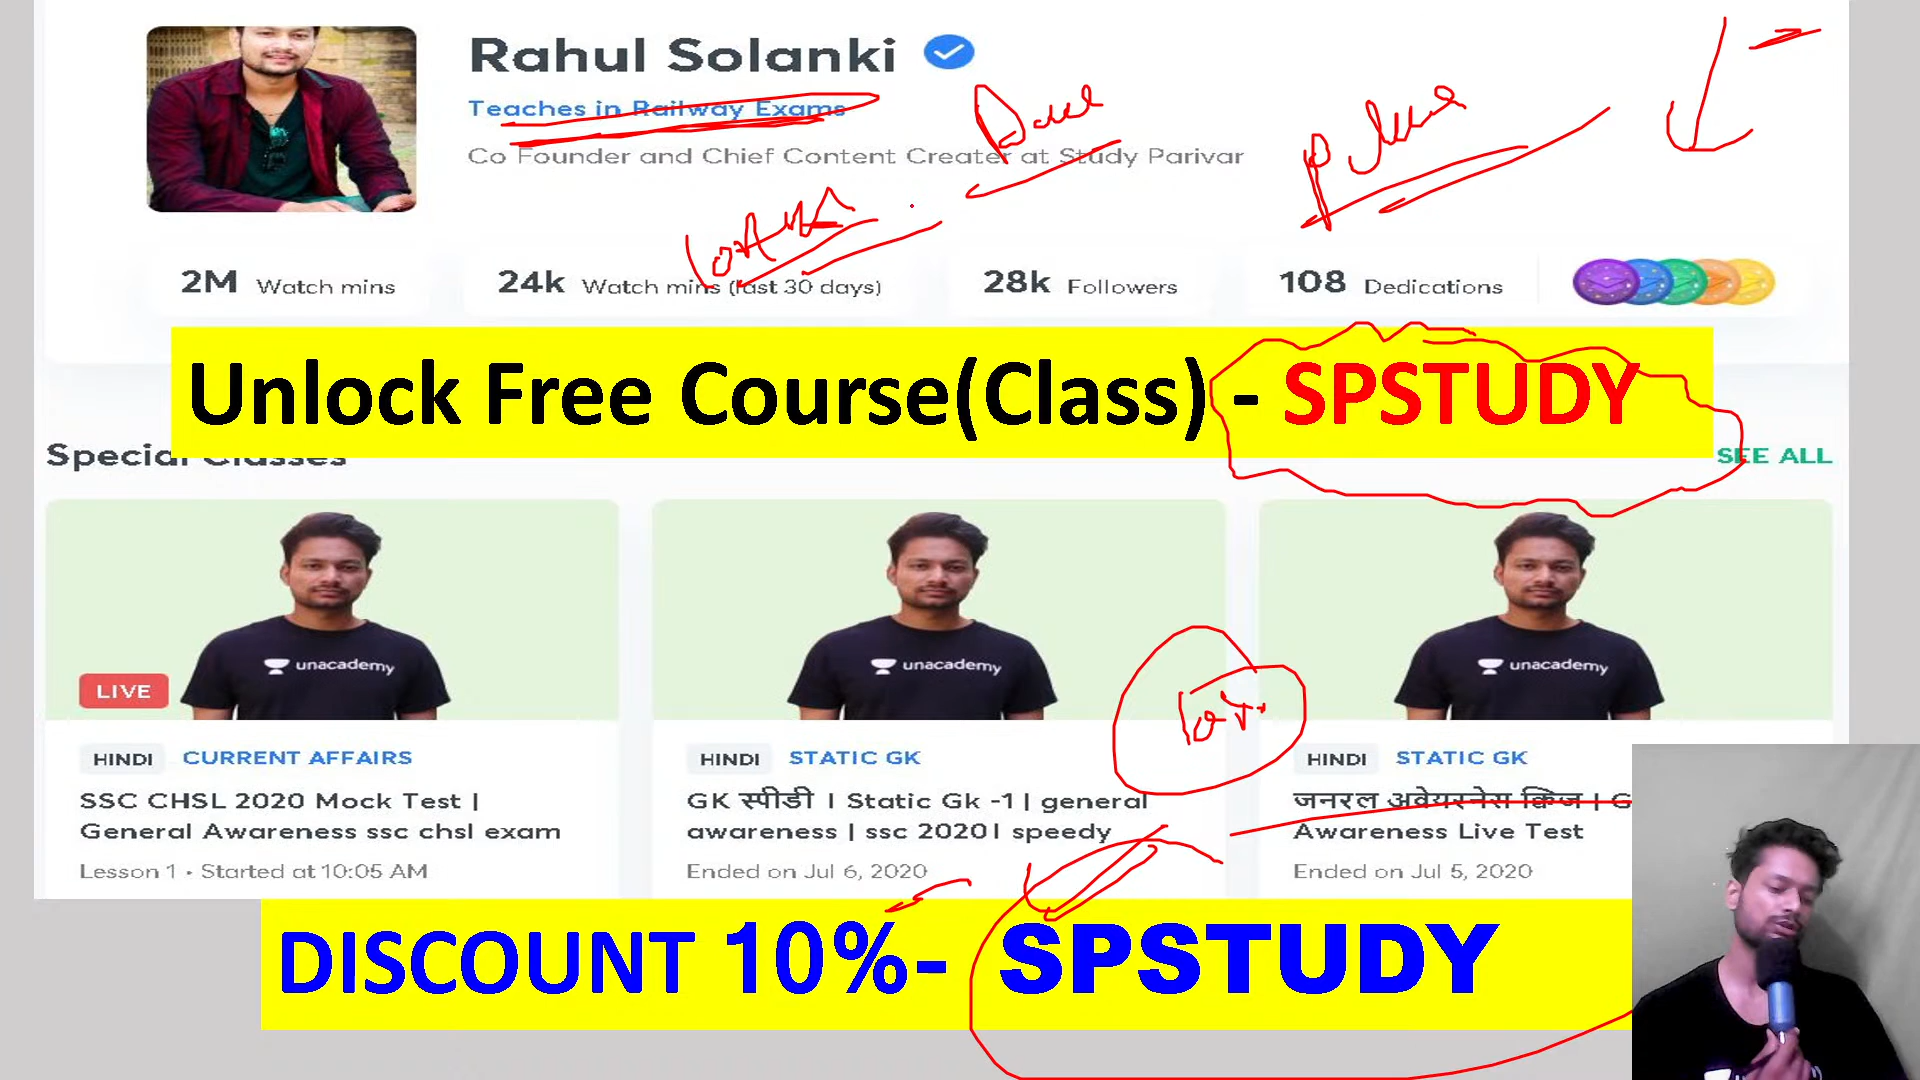 Rahul Solanki
Teaches in Railway Exams
Co Founder and Chief Content Creater at Study Parivar
2M Watch mins
24k Watch mins (last 30 days)
28k Followers
108 Dedications
Unlock Free Course(Class) - SPSTUDY
Special Classes
SEE ALL
unacademy
unacademy
unacademy
LIVE
HINDI CURRENT AFFAIRS
SSC CHSL 2020 Mock Test |
General Awareness ssc chsl exam
Lesson 1 • Started at 10:05 AM
HINDI STATIC GK
GK स्पीडी । Static Gk -1 | general
awareness | ssc 2020। speedy
Ended on Jul 6, 2020
HINDI STATIC GK
जनरल अवेयरनेस क्विज । G
Awareness Live Test
Ended on Jul 5, 2020
DISCOUNT 10%- SPSTUDY